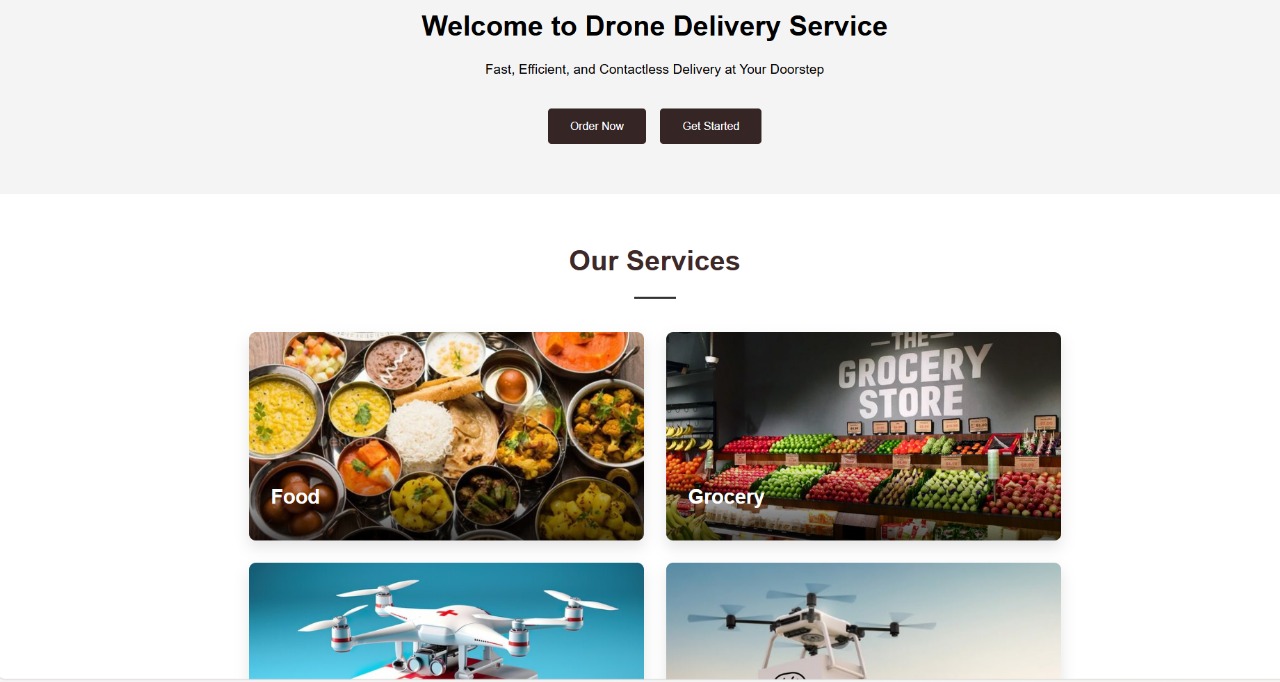 Welcome to Drone Delivery Service
Fast, Efficient, and Contactless Delivery at Your Doorstep
Order Now
Get Started
Our Services
THE
GROCERY
STORE
Food
Grocery